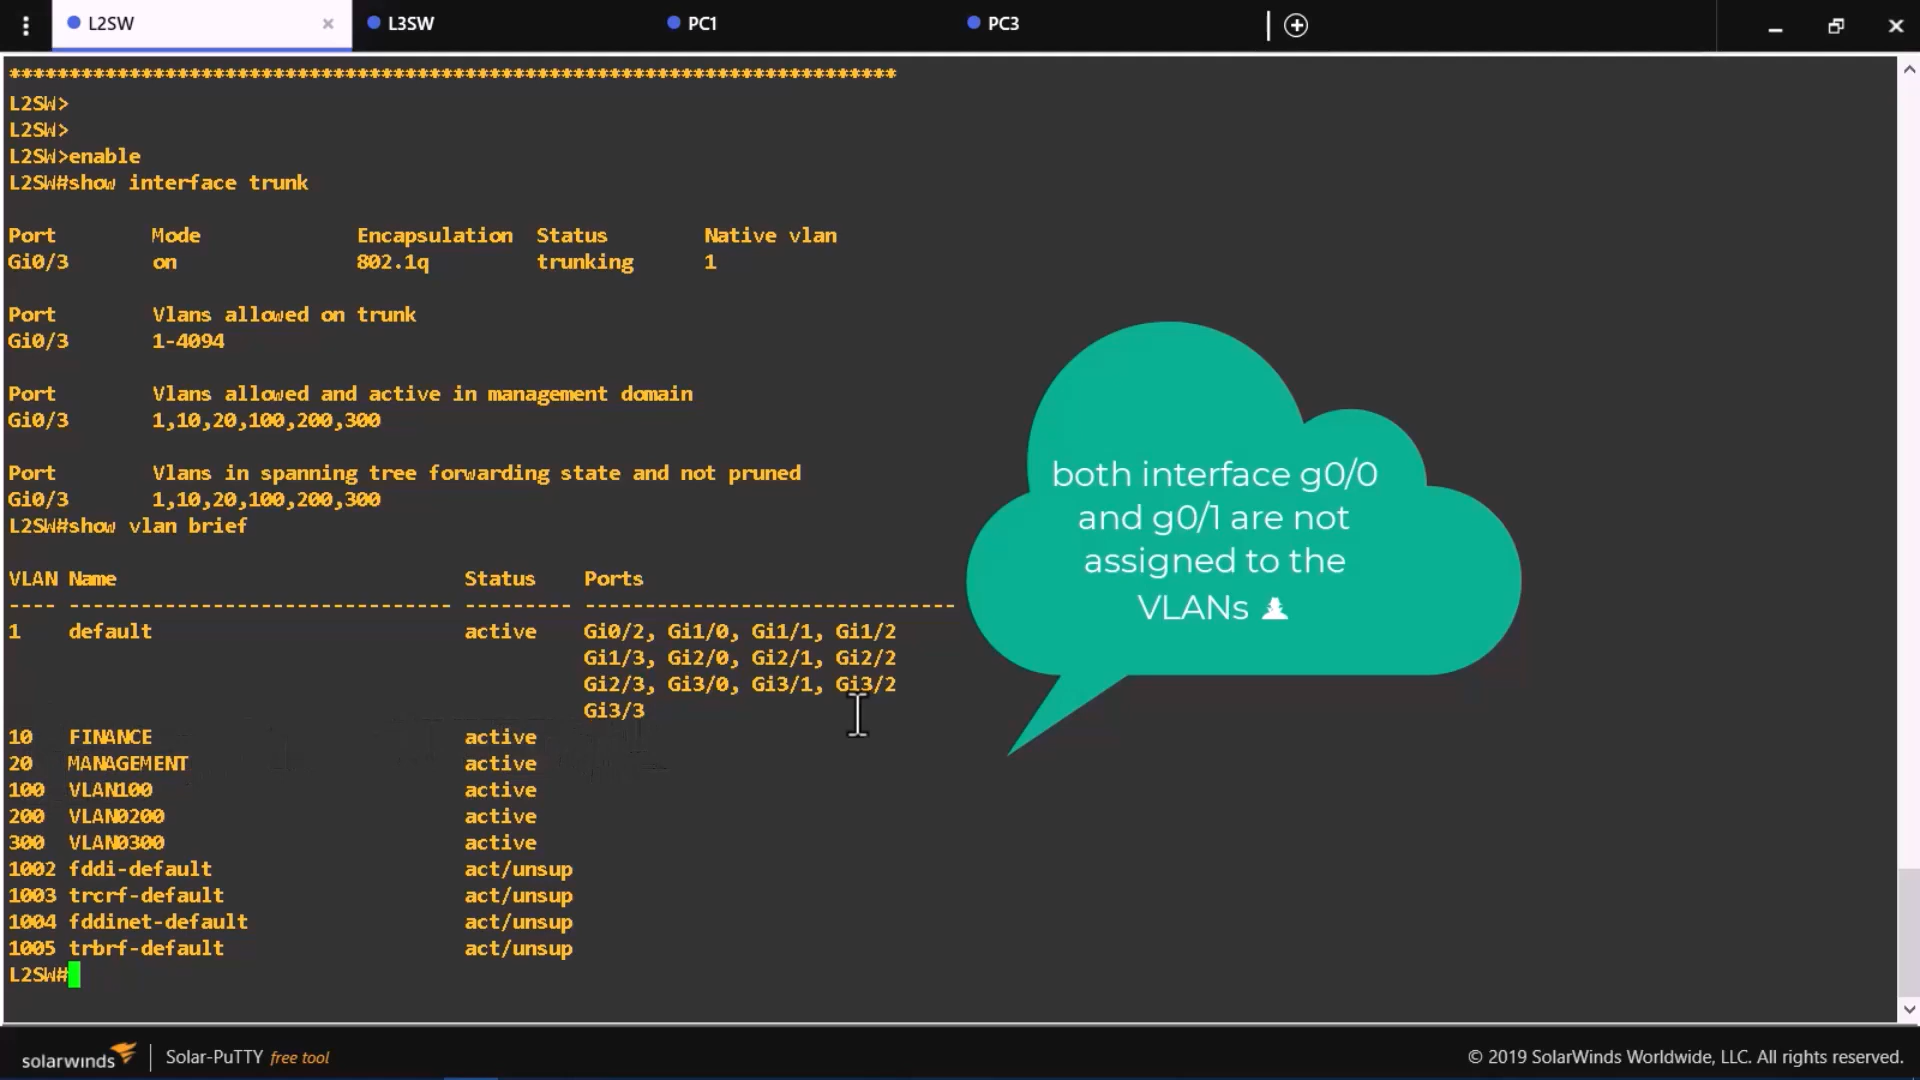 L2SW
L3SW
PC1
PC3
**************************************************************************
L2SW>
L2SW>
L2SW>enable
L2SW#show interface trunk
Port Mode Encapsulation Status Native vlan
Gi0/3 on 802.1q trunking 1
Port Vlans allowed on trunk
Gi0/3 1-4094
Port Vlans allowed and active in management domain
Gi0/3 1,10,20,100,200,300
Port Vlans in spanning tree forwarding state and not pruned
Gi0/3 1,10,20,100,200,300
L2SW#show vlan brief
VLAN Name Status Ports
---- -------------------------------- --------- -------------------------------
1 default active Gi0/2, Gi1/0, Gi1/1, Gi1/2
Gi1/3, Gi2/0, Gi2/1, Gi2/2
Gi2/3, Gi3/0, Gi3/1, Gi3/2
Gi3/3
10 FINANCE active
20 MANAGEMENT active
100 VLAN100 active
200 VLAN0200 active
300 VLAN0300 active
1002 fddi-default act/unsup
1003 trcrf-default act/unsup
1004 fddinet-default act/unsup
1005 trbrf-default act/unsup
L2SW#
both interface g0/0
and g0/1 are not
assigned to the
VLANs
solarwinds Solar-PuTTY free tool
© 2019 SolarWinds Worldwide, LLC. All rights reserved.